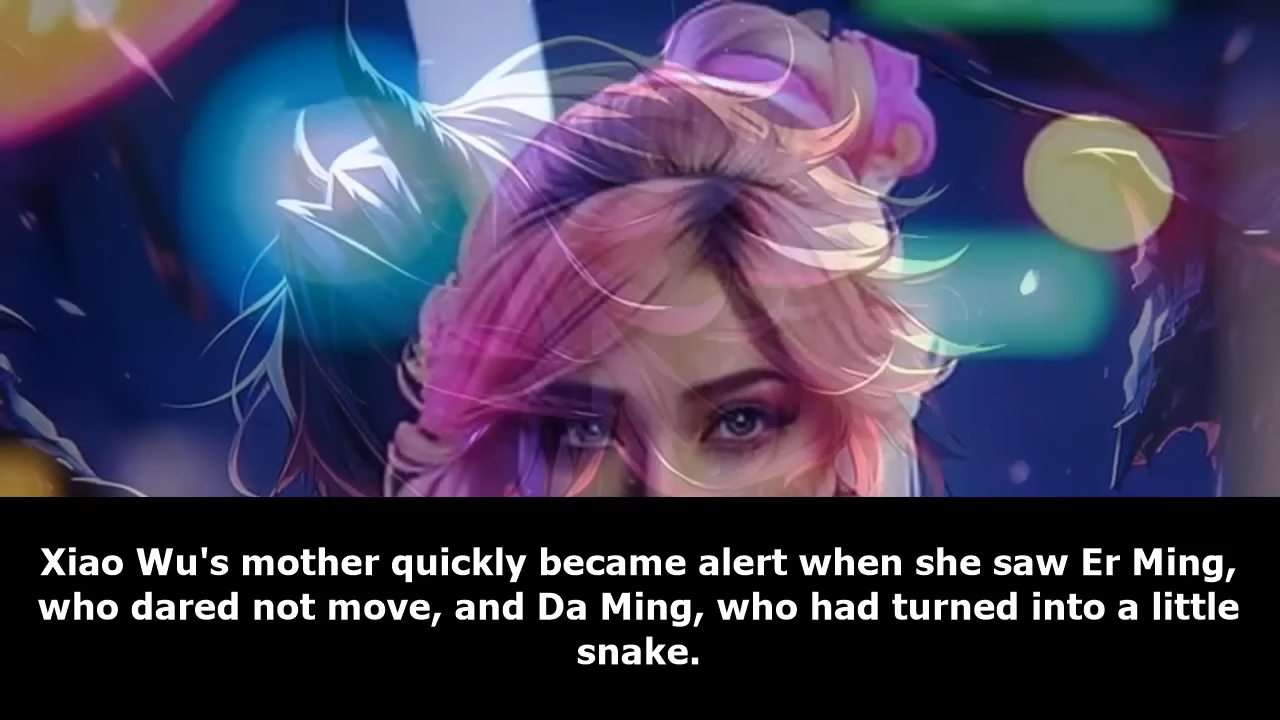 Xiao Wu's mother quickly became alert when she saw Er Ming,
who dared not move, and Da Ming, who had turned into a little
snake.